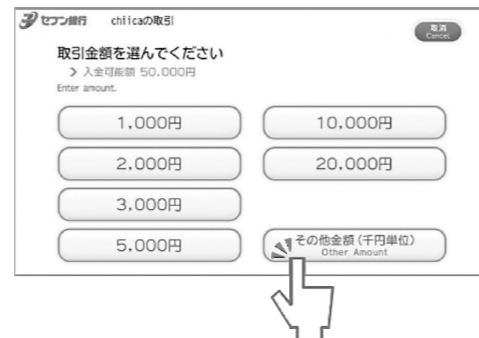 セブン銀行 chiicaの取引
取消
Cancel
取引金額を選んでください
> 入金可能額 50,000円
Enter amount.
1,000円
10,000円
2,000円
20,000円
3,000円
5,000円
その他金額(千円単位)
Other Amount